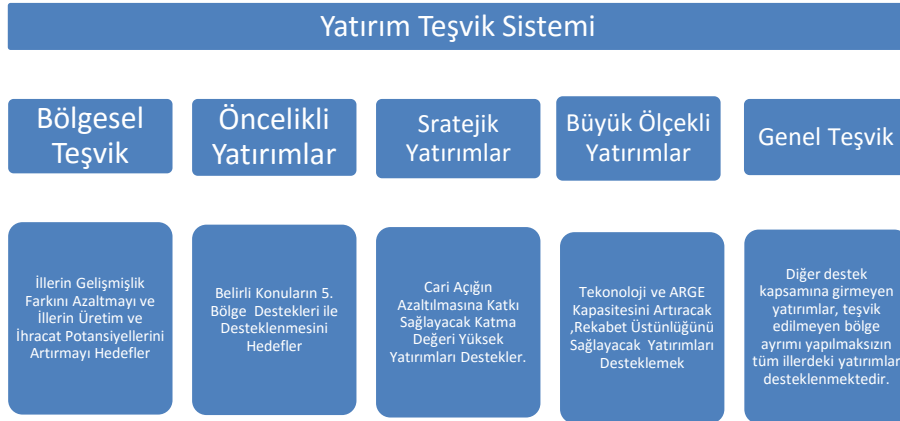 Yatırım Teşvik Sistemi
Bölgesel
Teşvik
Öncelikli
Yatırımlar
Sratejik
Yatırımlar
Büyük Ölçekli
Yatırımlar
Genel Teşvik
İllerin Gelişmişlik
Farkını Azaltmayı ve
İllerin Üretim ve
İhracat Potansiyellerini
Artırmayı Hedefler
Belirli Konuların 5.
Bölge Destekleri ile
Desteklenmesini
Hedefler
Cari Açığın
Azaltılmasına Katkı
Sağlayacak Katma
Değeri Yüksek
Yatırımları Destekler.
Tekonoloji ve ARGE
Kapasitesini Artıracak
,Rekabet Üstünlüğünü
Sağlayacak Yatırımları
Desteklemek
Diğer destek
kapsamına girmeyen
yatırımlar, teşvik
edilmeyen bölge
ayrımı yapılmaksızın
tüm illerdeki yatırımlar
desteklenmektedir.